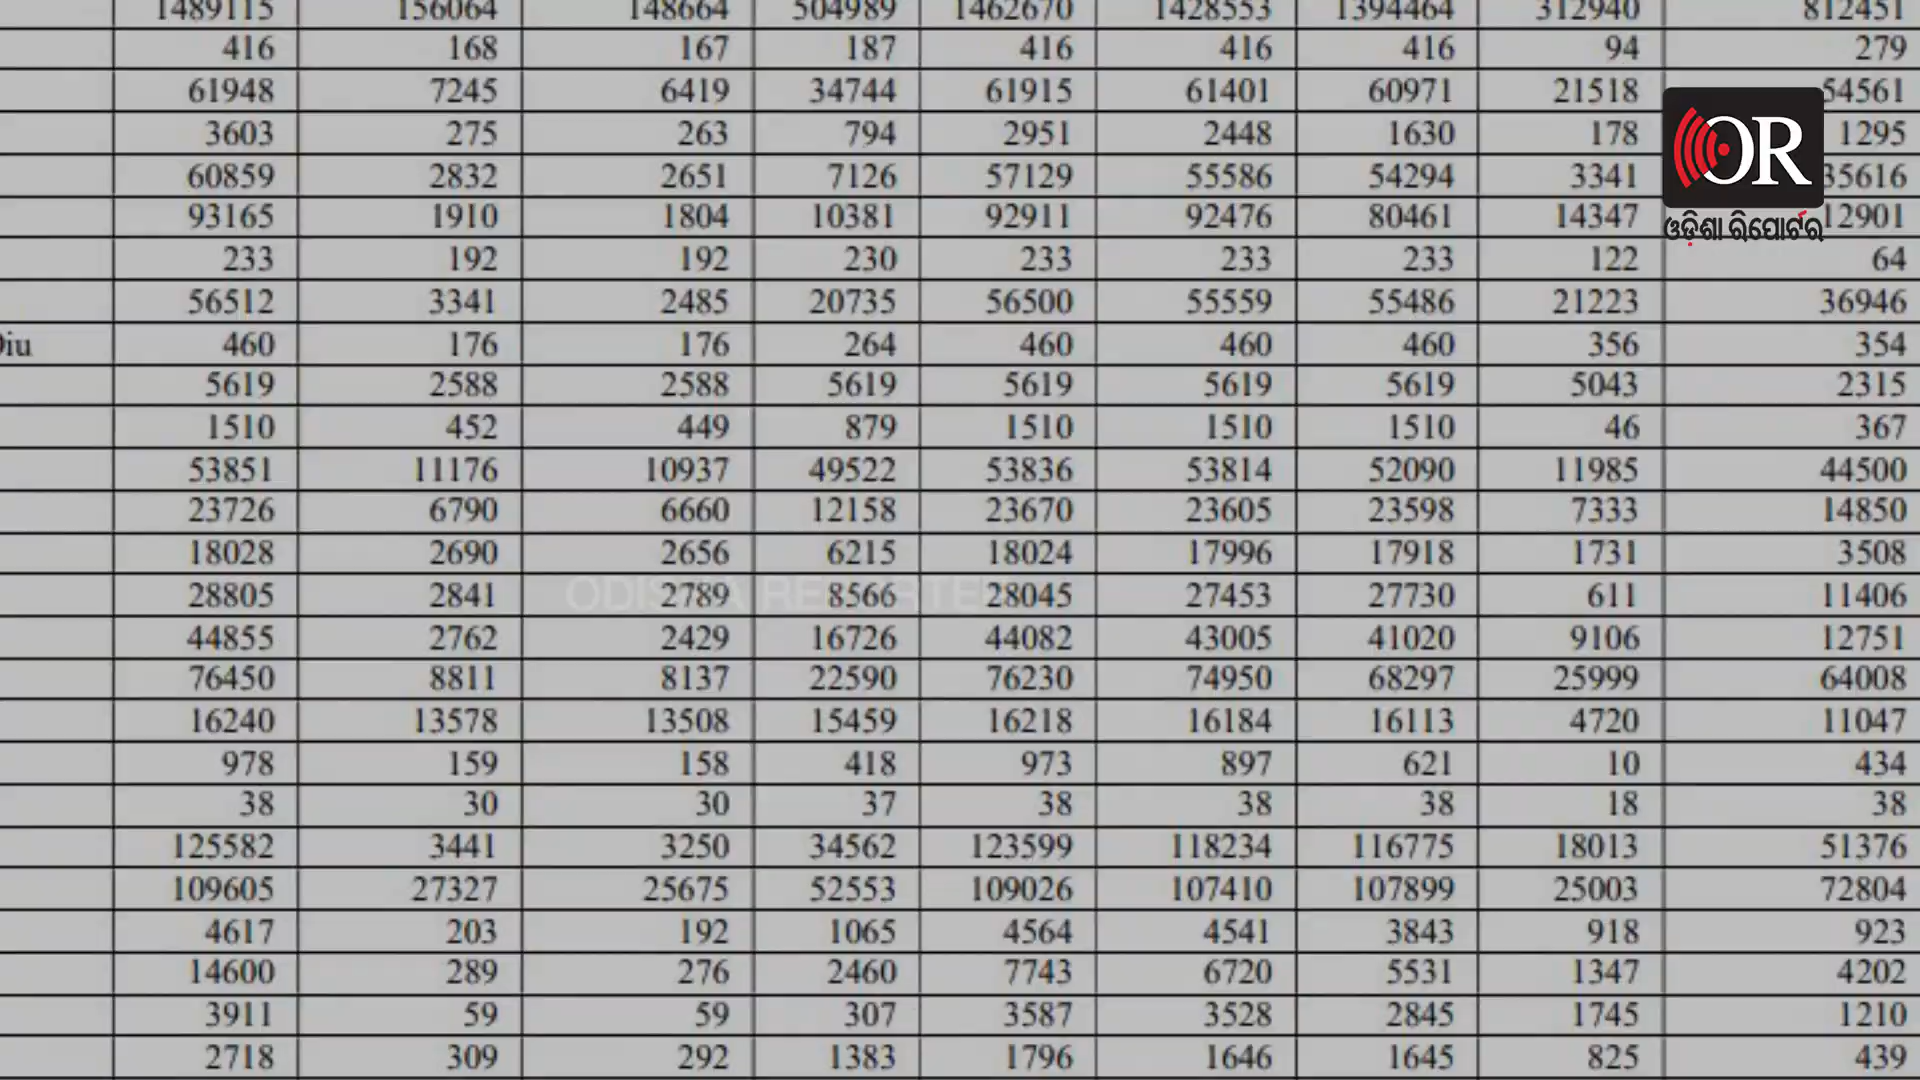 1489115 156064 148664 504989 1462670 1428553 1394464 312940 812451
416 168 167 187 416 416 416 94 279
61948 7245 6419 34744 61915 61401 60971 21518 54561
3603 275 263 794 2951 2448 1630 178 1295
OR
60859 2832 2651 7126 57129 55586 54294 3341 35616
93165 1910 1804 10381 92911 92476 80461 14347 12901
ଓଡ଼ିଶା ରିପୋର୍ଟର
233 192 192 230 233 233 233 122 64
56512 3341 2485 20735 56500 55559 55486 21223 36946
Diu 460 176 176 264 460 460 460 356 354
5619 2588 2588 5619 5619 5619 5619 5043 2315
1510 452 449 879 1510 1510 1510 46 367
53851 11176 10937 49522 53836 53814 52090 11985 44500
23726 6790 6660 12158 23670 23605 23598 7333 14850
18028 2690 2656 6215 18024 17996 17918 1731 3508
28805 2841 2789 8566 28045 27453 27730 611 11406
ODISHA REPORTER
44855 2762 2429 16726 44082 43005 41020 9106 12751
76450 8811 8137 22590 76230 74950 68297 25999 64008
16240 13578 13508 15459 16218 16184 16113 4720 11047
978 159 158 418 973 897 621 10 434
38 30 30 37 38 38 38 18 38
125582 3441 3250 34562 123599 118234 116775 18013 51376
109605 27327 25675 52553 109026 107410 107899 25003 72804
4617 203 192 1065 4564 4541 3843 918 923
14600 289 276 2460 7743 6720 5531 1347 4202
3911 59 59 307 3587 3528 2845 1745 1210
2718 309 292 1383 1796 1646 1645 825 439